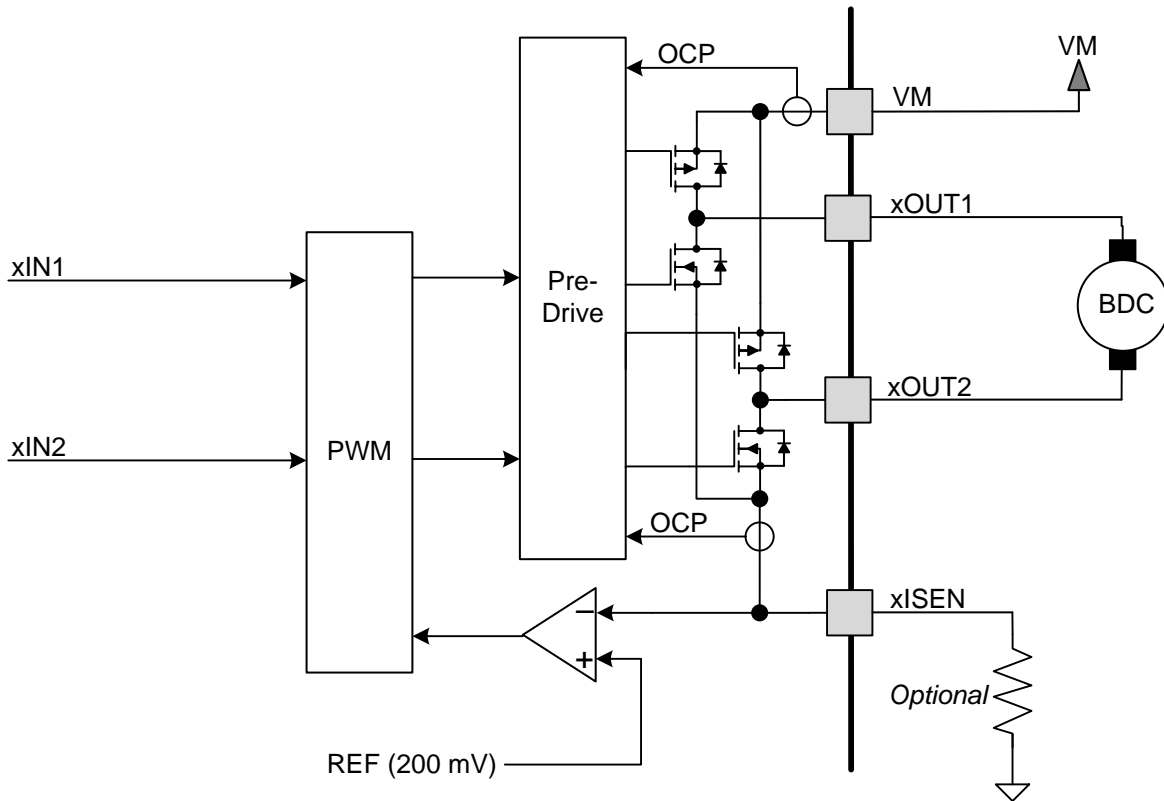 OCP
VM
VM
xOUT1
xIN1
Pre-
Drive
BDC
xOUT2
xIN2
PWM
OCP
xISEN
−
+
Optional
REF (200 mV)